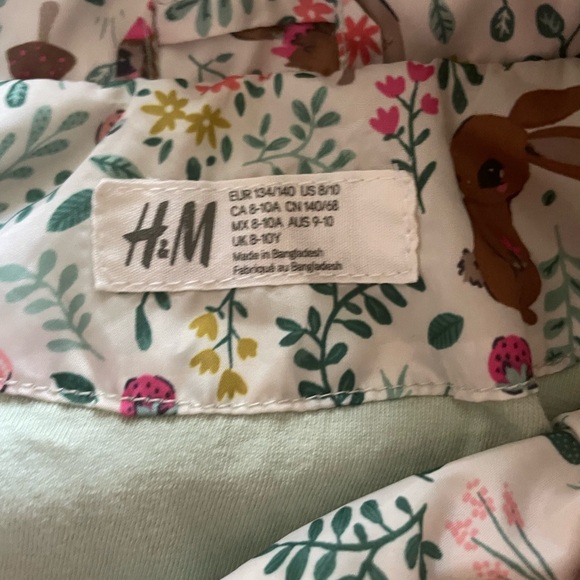 H&M
EUR 134/140 US 8/10
CA 8-10A CN 140/68
MX 8-10A AUS 9-10
UK 8-10Y
Made in Bangladesh
Fabriqué au Bangladesh